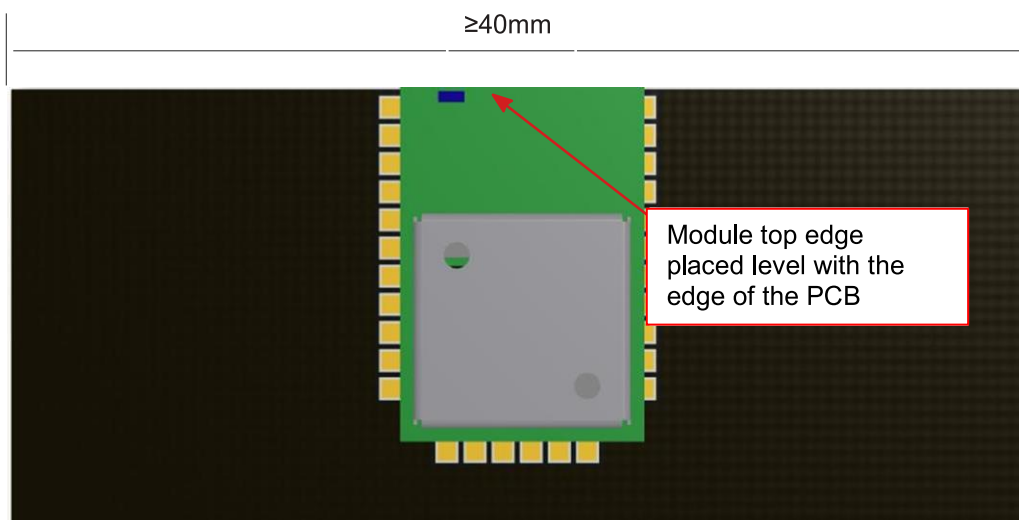 ≥40mm
Module top edge
placed level with the
edge of the PCB